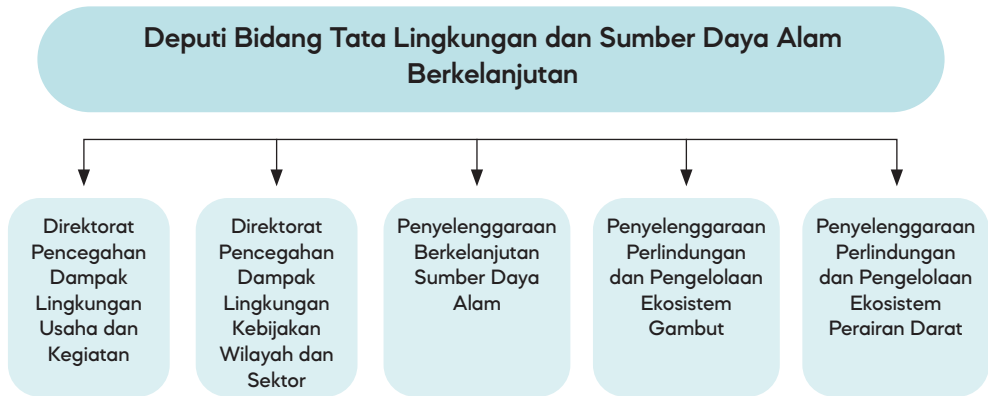 Deputi Bidang Tata Lingkungan dan Sumber Daya Alam
Berkelanjutan
Direktorat
Pencegahan
Dampak
Lingkungan
Usaha dan
Kegiatan
Direktorat
Pencegahan
Dampak
Lingkungan
Kebijakan
Wilayah dan
Sektor
Penyelenggaraan
Berkelanjutan
Sumber Daya
Alam
Penyelenggaraan
Perlindungan
dan Pengelolaan
Ekosistem
Gambut
Penyelenggaraan
Perlindungan
dan Pengelolaan
Ekosistem
Perairan Darat